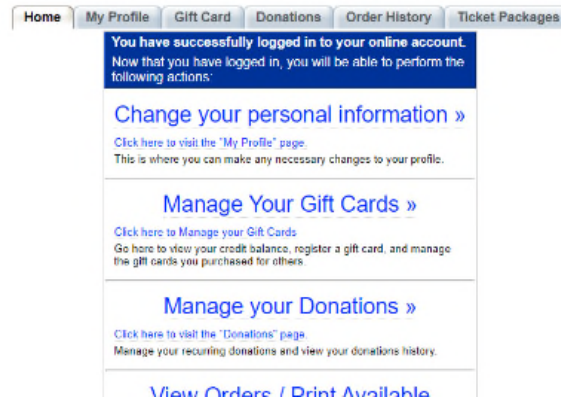 Home My Profile Gift Card Donations Order History Ticket Packages
You have successfully logged in to your online account.
Now that you have logged in, you will be able to perform the
following actions:
Change your personal information »
Click here to visit the "My Profile" page.
This is where you can make any necessary changes to your profile.
Manage Your Gift Cards »
Click here to Manage your Gift Cards
Go here to view your credit balance, register a gift card, and manage
the gift cards you purchased for others.
Manage your Donations »
Click here to visit the "Donations" page.
Manage your recurring donations and view your donations history.
View Orders / Print Available